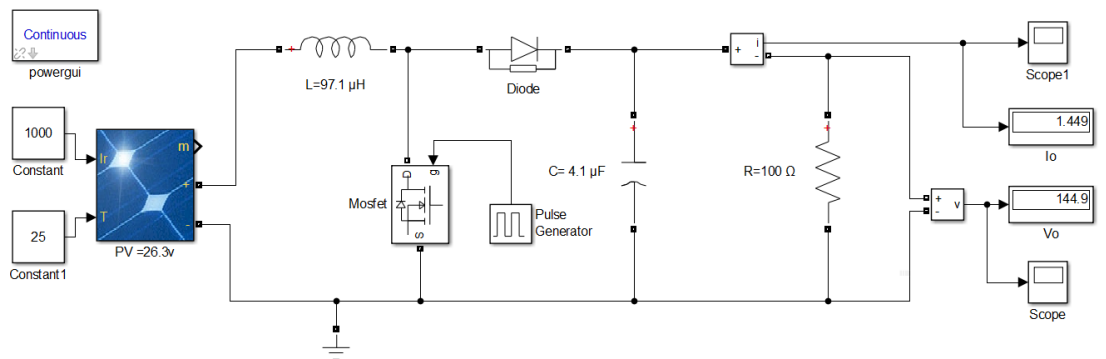 Continuous
powergui
L=97.1 µH
Diode
i
+
-
Scope1
1000
Constant
Ir
m
+
T
-
25
Constant1
PV =26.3v
D
g
S
Mosfet
Pulse
Generator
C= 4.1 µF
R=100 Ω
1.449
Io
+
-
v
144.9
Vo
Scope